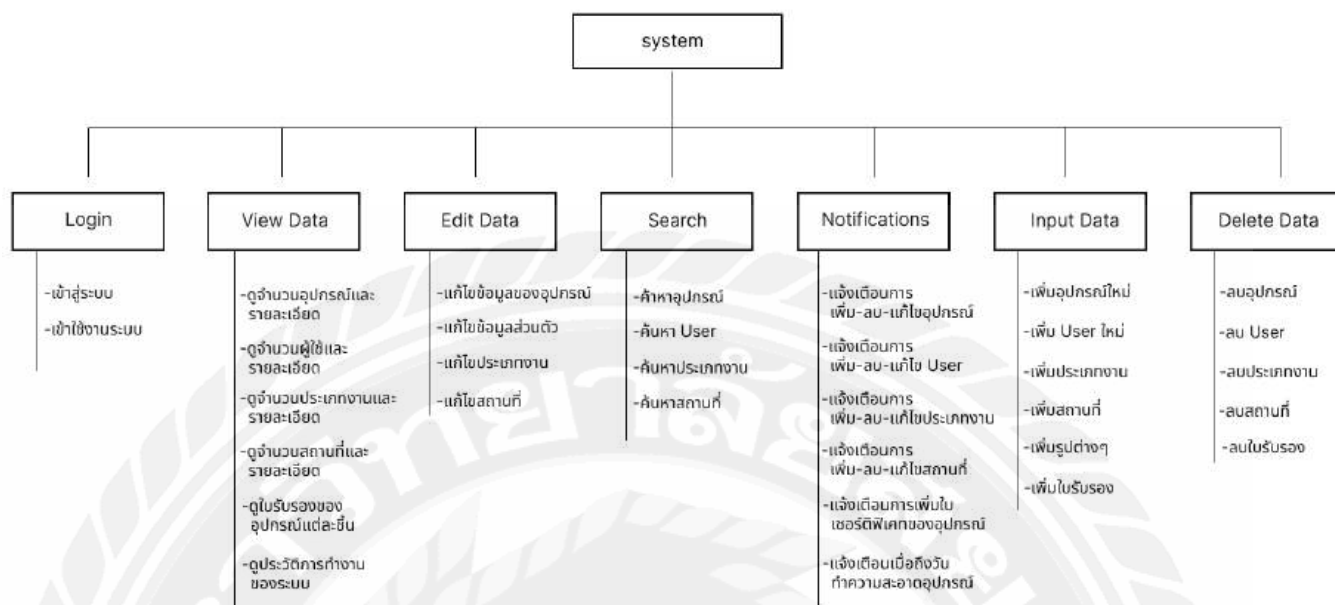 system
Login
-เข้าสู่ระบบ
-เข้าใช้งานระบบ
View Data
-ดูจำนวนอุปกรณ์และ
รายละเอียด
-ดูจำนวนผู้ใช้และ
รายละเอียด
-ดูจำนวนประเภทงานและ
รายละเอียด
-ดูจำนวนสถานที่และ
รายละเอียด
-ดูใบรับรองของ
อุปกรณ์แต่ละชิ้น
-ดูประวัติการทำงาน
ของระบบ
Edit Data
-แก้ไขข้อมูลของอุปกรณ์
-แก้ไขข้อมูลส่วนตัว
-แก้ไขประเภทงาน
-แก้ไขสถานที่
Search
-ค้าหาอุปกรณ์
-ค้นหา User
-ค้นหาประเภทงาน
-ค้นหาสถานที่
Notifications
-แจ้งเตือนการ
เพิ่ม-ลบ-แก้ไขอุปกรณ์
-แจ้งเตือนการ
เพิ่ม-ลบ-แก้ไข User
-แจ้งเตือนการ
เพิ่ม-ลบ-แก้ไขประเภทงาน
-แจ้งเตือนการ
เพิ่ม-ลบ-แก้ไขสถานที่
-แจ้งเตือนการเพิ่มใบ
เซอร์ติฟิเคทของอุปกรณ์
-แจ้งเตือนเมื่อถึงวัน
ทำความสะอาดอุปกรณ์
Input Data
-เพิ่มอุปกรณ์ใหม่
-เพิ่ม User ใหม่
-เพิ่มประเภทงาน
-เพิ่มสถานที่
-เพิ่มรูปต่างๆ
-เพิ่มใบรับรอง
Delete Data
-ลบอุปกรณ์
-ลบ User
-ลบประเภทงาน
-ลบสถานที่
-ลบใบรับรอง